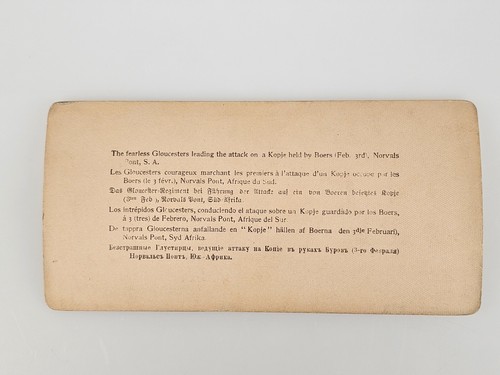 The fearless Gloucesters leading the attack on a Kopje held by Boers (Feb. 3rd), Norvals
Pont, S. A.
Les Gloucesters courageux marchant les premiers à l'attaque d'un Kopje occupé par les
Boers (le 3 févr.), Norvals Pont, Afrique du Sud.
Das Gloucester-Regiment bei Führung der Attacke auf ein von Boeren besetztes Kopje
(3ten Feb.), Norvals Pont, Süd-Afrika.
Los intrépidos Gloucesters, conduciendo el ataque sobre un Kopje guardado por los Boers,
á 3 (tres) de Febrero, Norvals Pont, Afrique del Sur
De tappra Gloucesterna anfallande en "Kopje" hållen af Boerna den 3dje Februari),
Norvals Pont, Syd Afrika.
Безстрашные Глустарцы, ведущіе аттаку на Копіе въ рукахъ Буровъ (3-го Февраля)
Норвальсъ Понтъ, Юж-Африка.